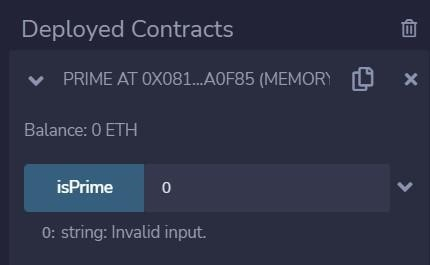 Deployed Contracts
PRIME AT 0X081...A0F85 (MEMORY
Balance: 0 ETH
isPrime 0
0: string: Invalid input.